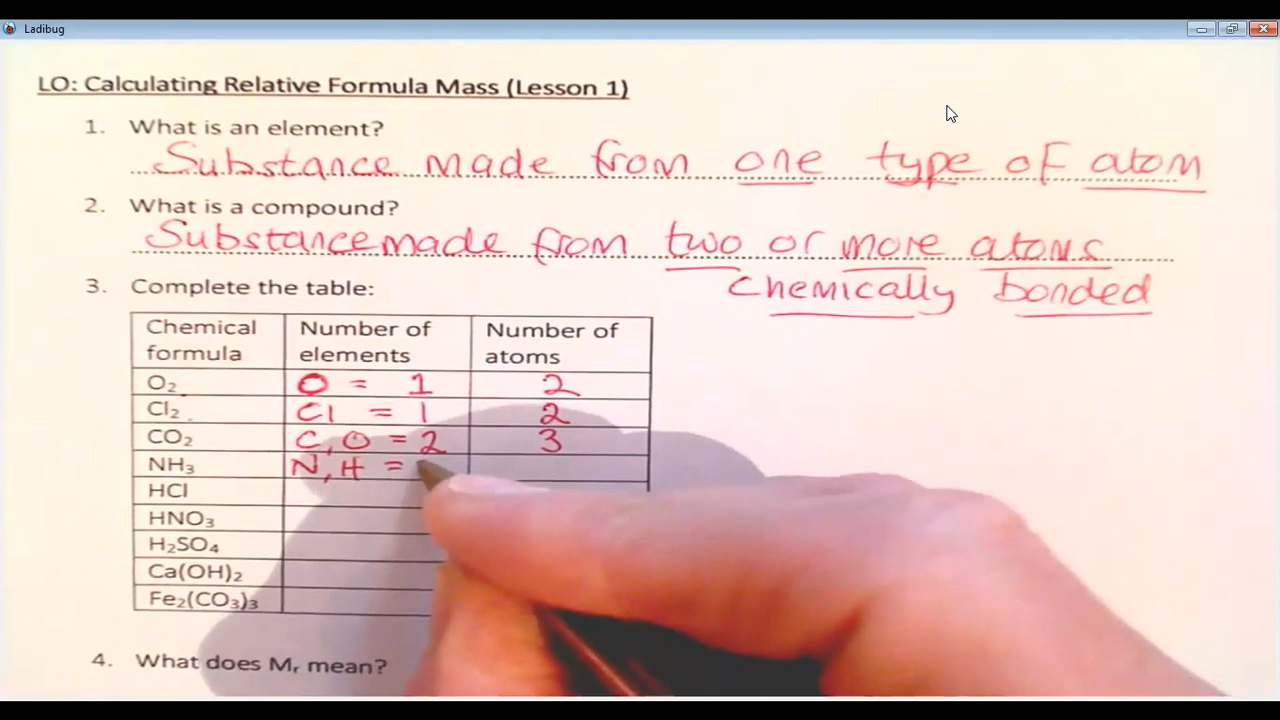 Ladibug
LO: Calculating Relative Formula Mass (Lesson 1)
1. What is an element?
Substance made from one type of atom
2. What is a compound?
Substance made from two or more atoms
chemically bonded
3. Complete the table:
Chemical formula Number of elements Number of atoms
O₂ O = 1 2
Cl₂ Cl = 1 2
CO₂ C, O = 2 3
NH₃ N, H =
HCl
HNO₃
H₂SO₄
Ca(OH)₂
Fe₂(CO₃)₃
4. What does Mᵣ mean?